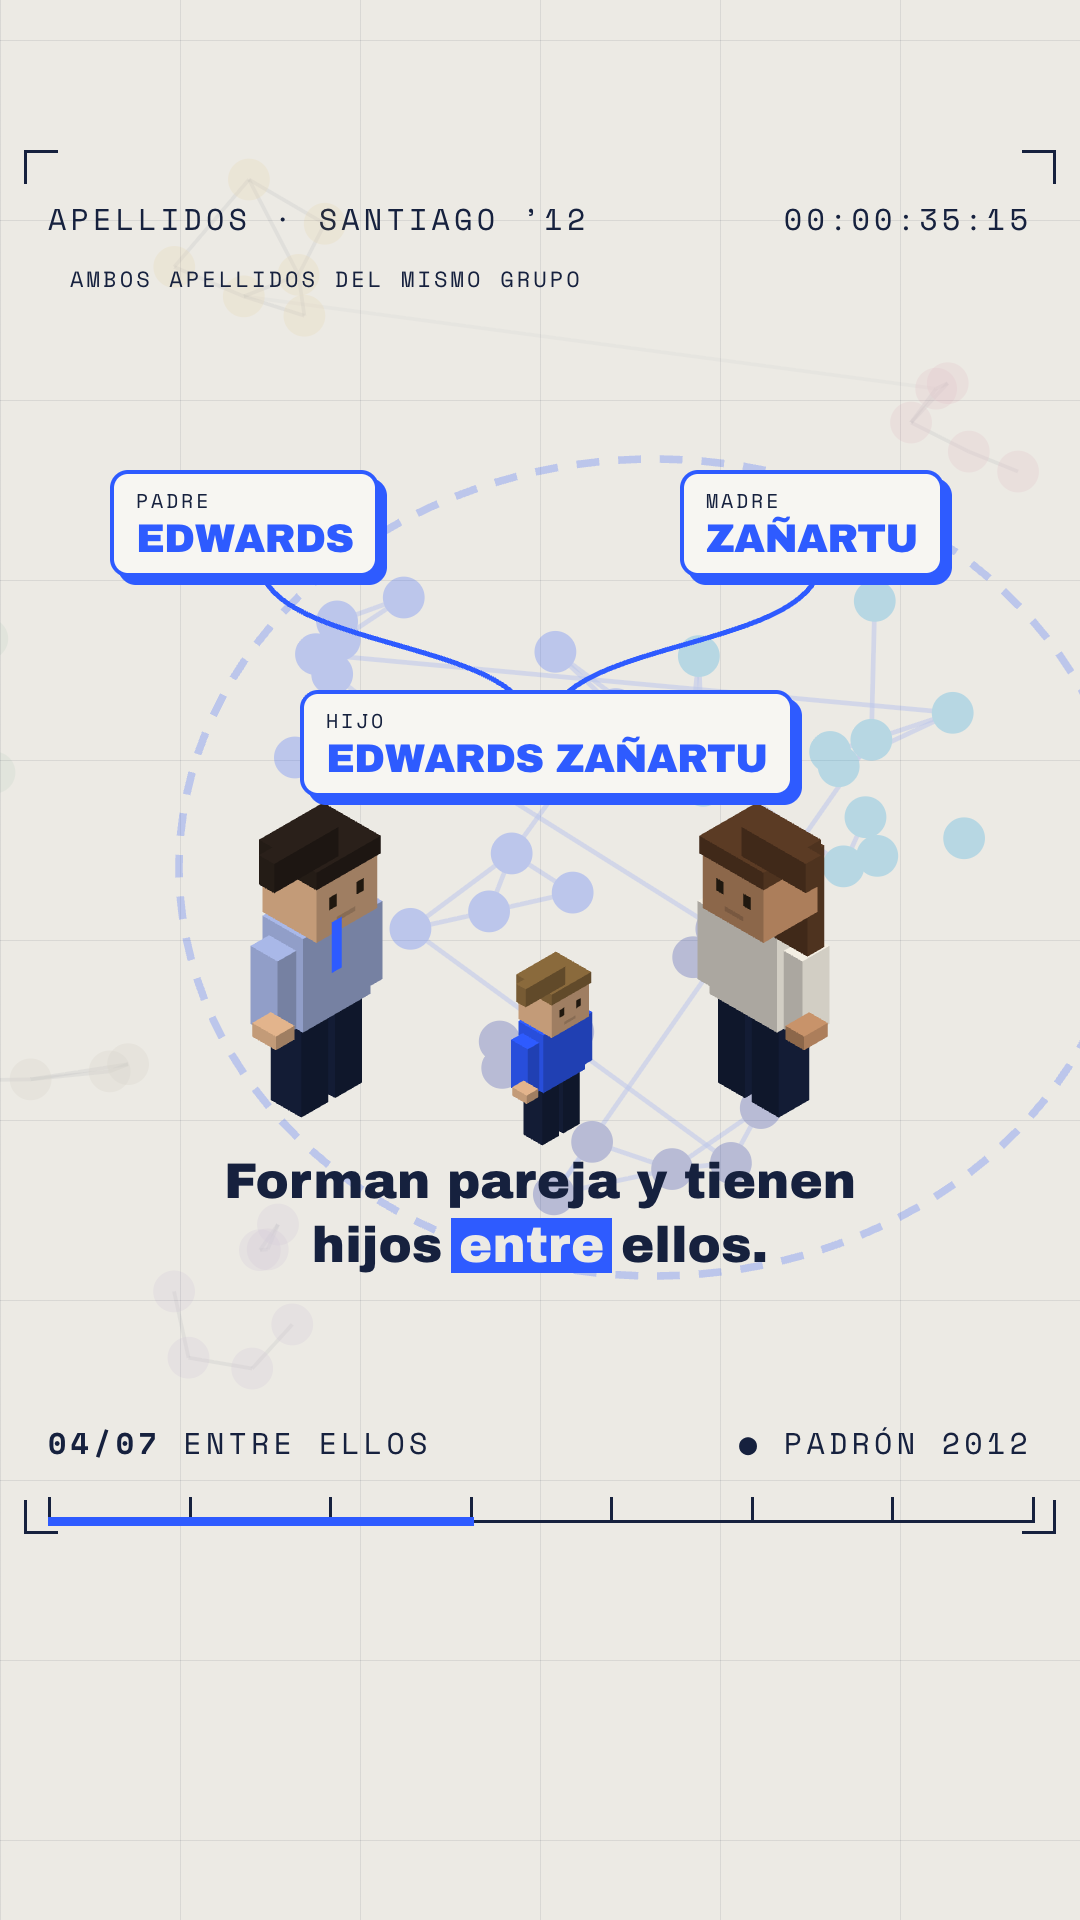 APELLIDOS · SANTIAGO ’12
00:00:35:15
AMBOS APELLIDOS DEL MISMO GRUPO
PADRE
EDWARDS
MADRE
ZAÑARTU
HIJO
EDWARDS ZAÑARTU
Forman pareja y tienen
hijos entre ellos.
04/07 ENTRE ELLOS
● PADRÓN 2012